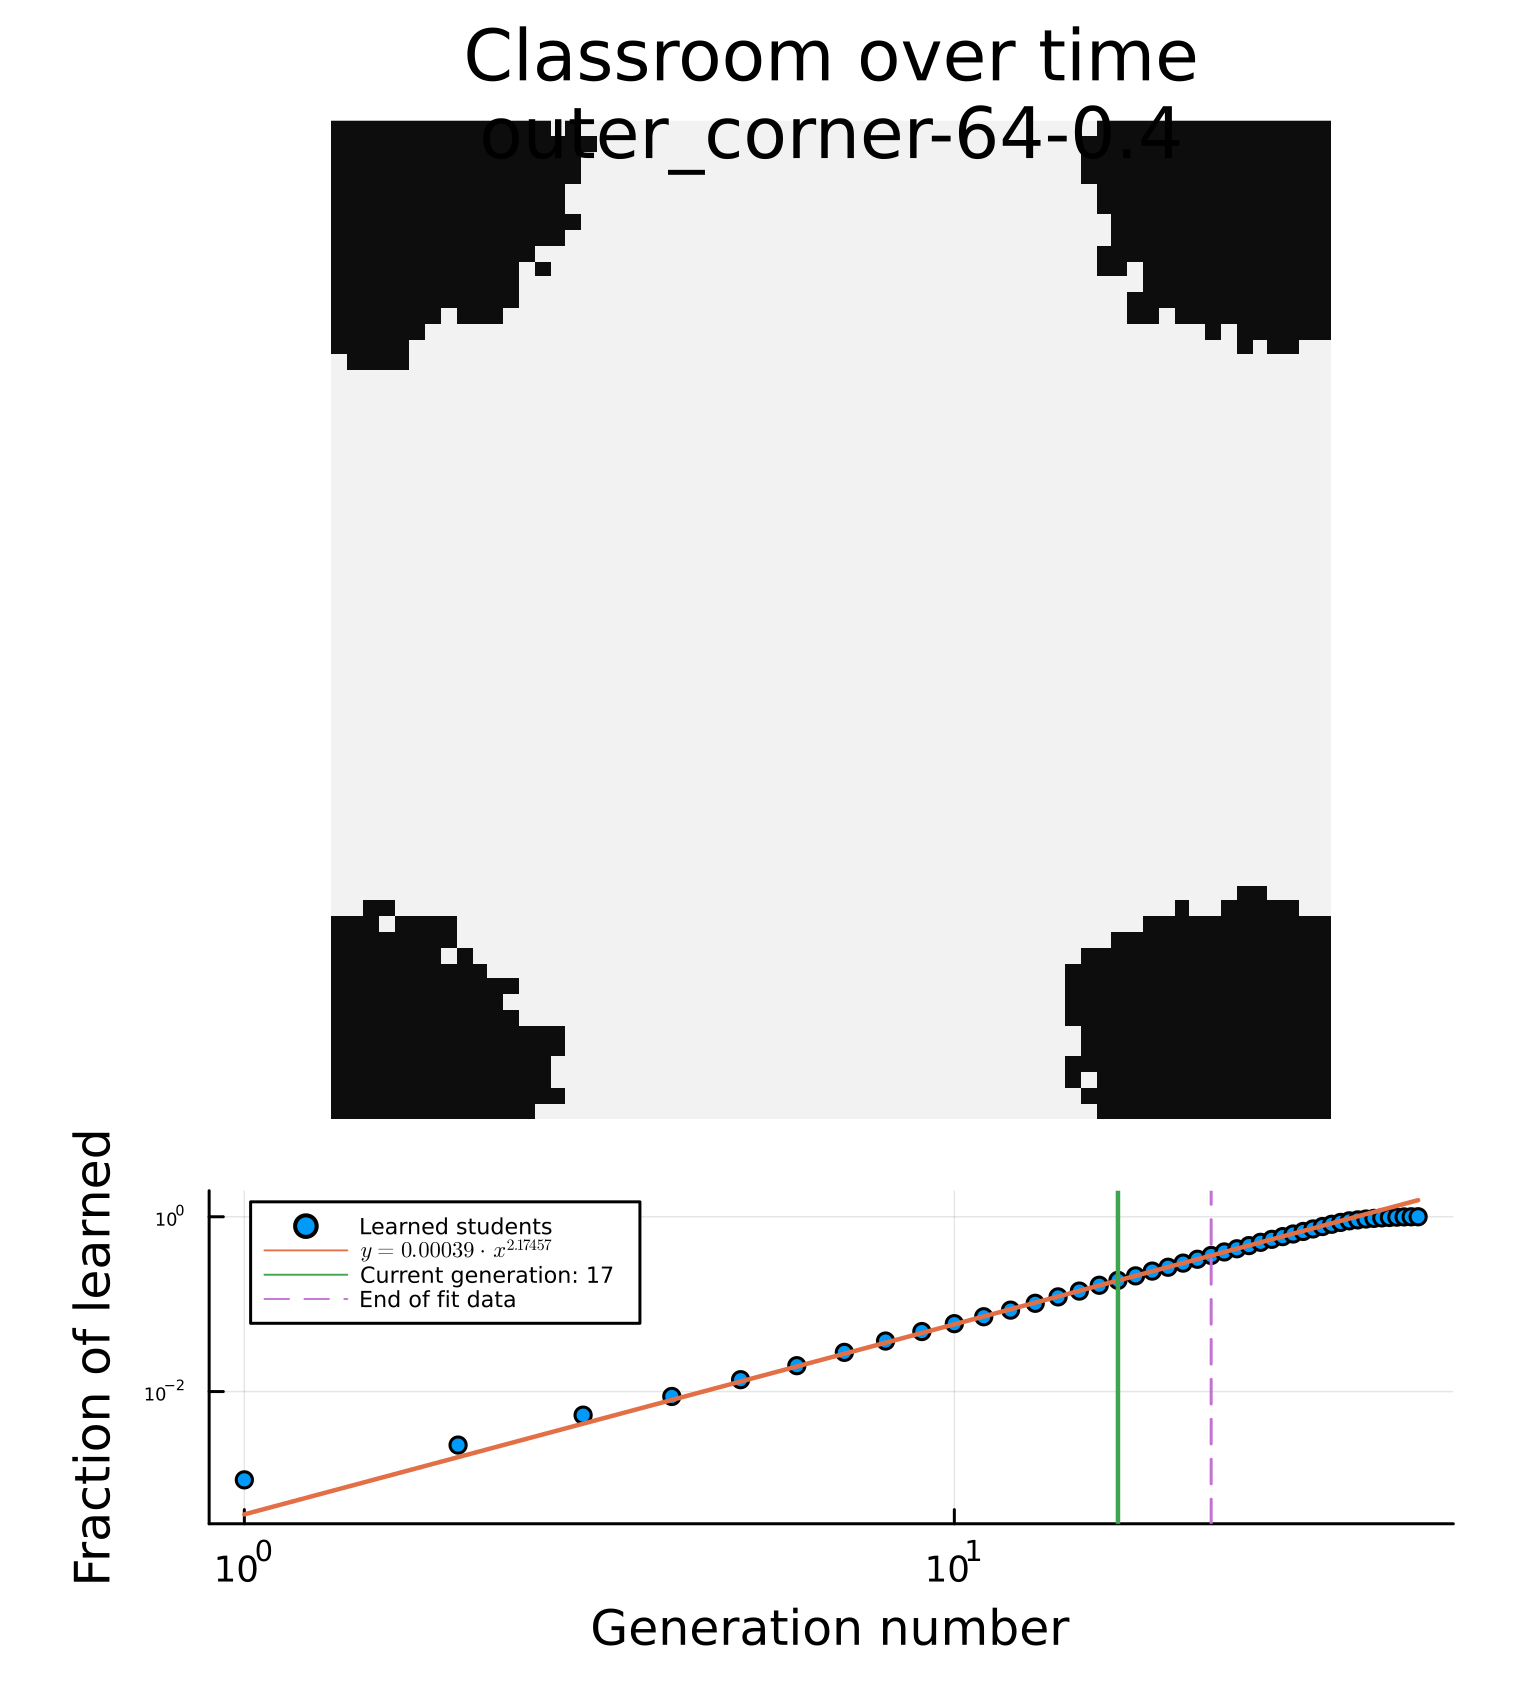 Classroom over time
outer_corner-64-0.4
Fraction of learned
10⁰
10⁻²
Learned students
y = 0.00039 · x^2.17457
Current generation: 17
End of fit data
10⁰
10¹
Generation number